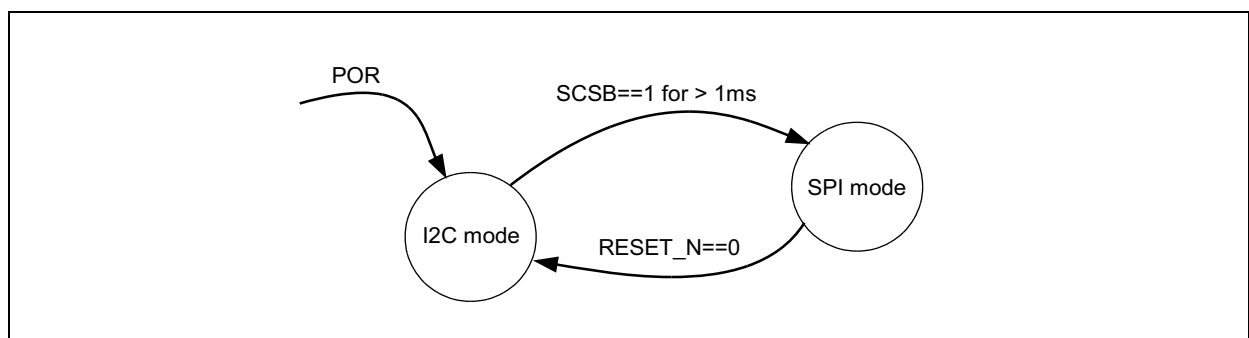 POR
SCSB==1 for > 1ms
SPI mode
I2C mode
RESET_N==0